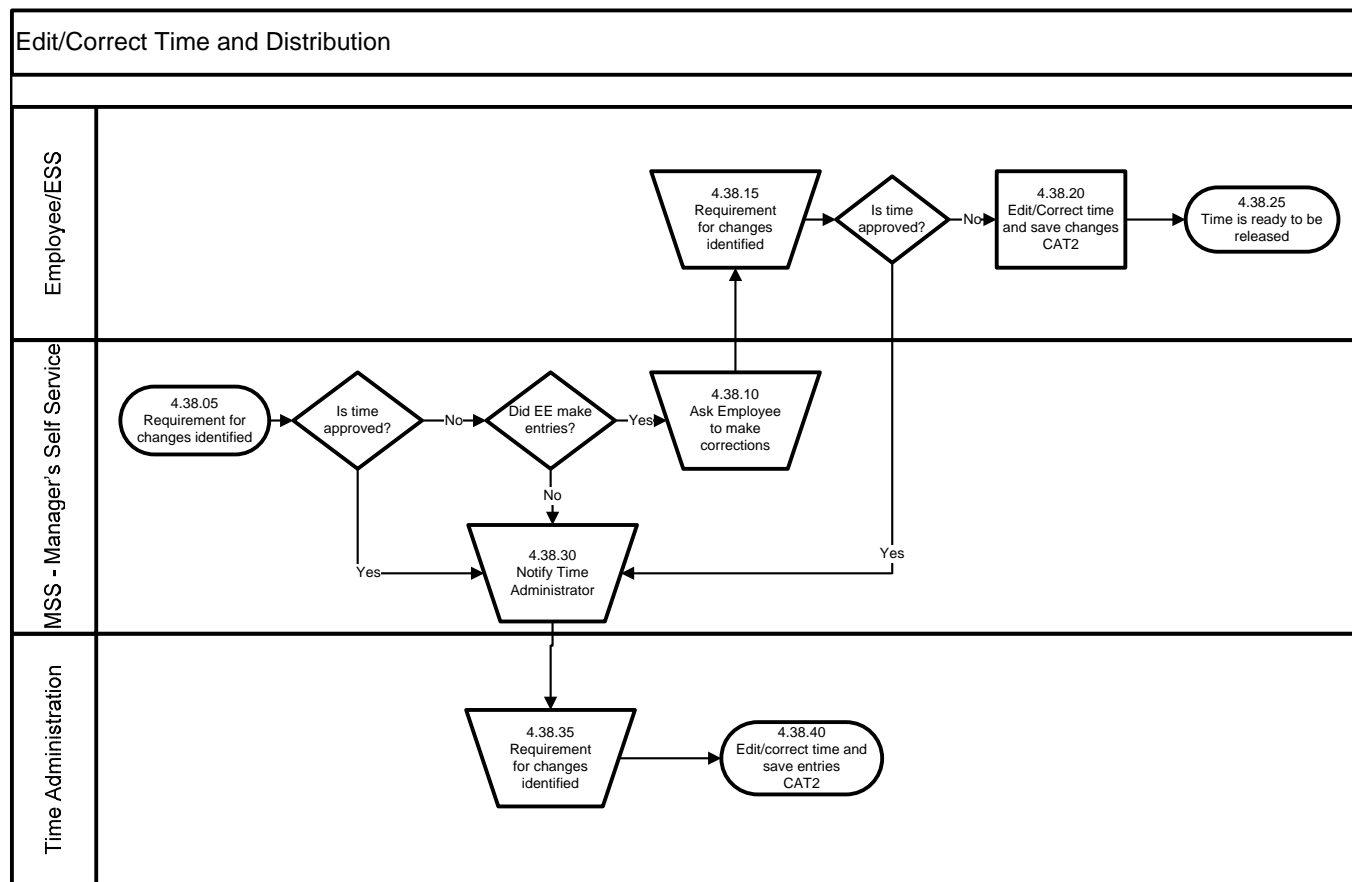 Edit/Correct Time and Distribution
Employee/ESS
4.38.15
Requirement
for changes
identified
Is time
approved?
No
4.38.20
Edit/Correct time
and save changes
CAT2
4.38.25
Time is ready to be
released
MSS - Manager's Self Service
4.38.05
Requirement for
changes identified
Is time
approved?
No
Did EE make
entries?
Yes
4.38.10
Ask Employee
to make
corrections
No
Yes
4.38.30
Notify Time
Administrator
Yes
Time Administration
4.38.35
Requirement
for changes
identified
4.38.40
Edit/correct time and
save entries
CAT2